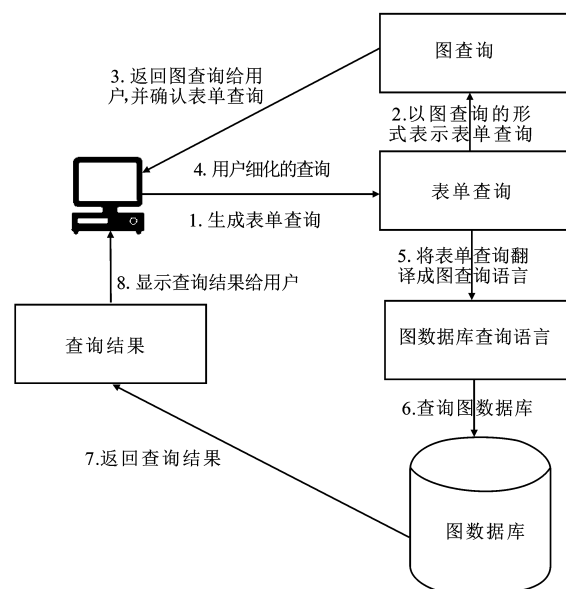 图查询
3. 返回图查询给用
户,并确认表单查询
2.以图查询的形
式表示表单查询
4. 用户细化的查询
表单查询
1. 生成表单查询
5. 将表单查询翻
译成图查询语言
8. 显示查询结果给用户
查询结果
图数据库查询语言
6.查询图数据库
7.返回查询结果
图数据库